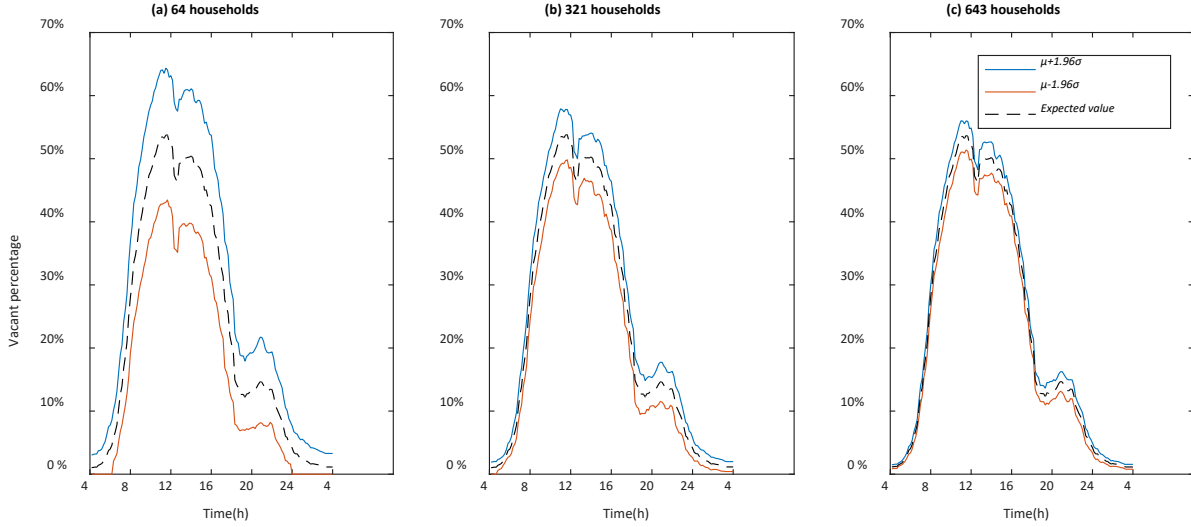 (a) 64 households
(b) 321 households
(c) 643 households
70%
60%
50%
40%
30%
20%
10%
0 %
4 8 12 16 20 24 4
Time(h)
Vacant percentage
70%
60%
50%
40%
30%
20%
10%
0 %
4 8 12 16 20 24 4
Time(h)
70%
60%
50%
40%
30%
20%
10%
0 %
4 8 12 16 20 24 4
Time(h)
μ+1.96σ
μ-1.96σ
Expected value